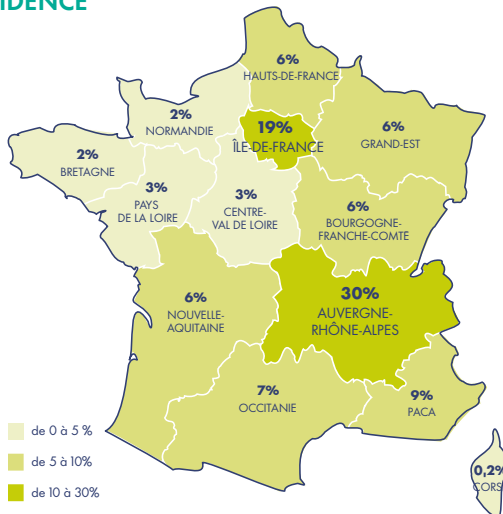 IDENCE
6%
HAUTS-DE-FRANCE
2%
NORMANDIE
19%
ÎLE-DE-FRANCE
6%
GRAND-EST
2%
BRETAGNE
3%
PAYS
DE LA LOIRE
3%
CENTRE-
VAL DE LOIRE
6%
BOURGOGNE-
FRANCHE-COMTE
6%
NOUVELLE-
AQUITAINE
30%
AUVERGNE-
RHÔNE-ALPES
7%
OCCITANIE
9%
PACA
0,2%
CORS
de 0 à 5 %
de 5 à 10%
de 10 à 30%